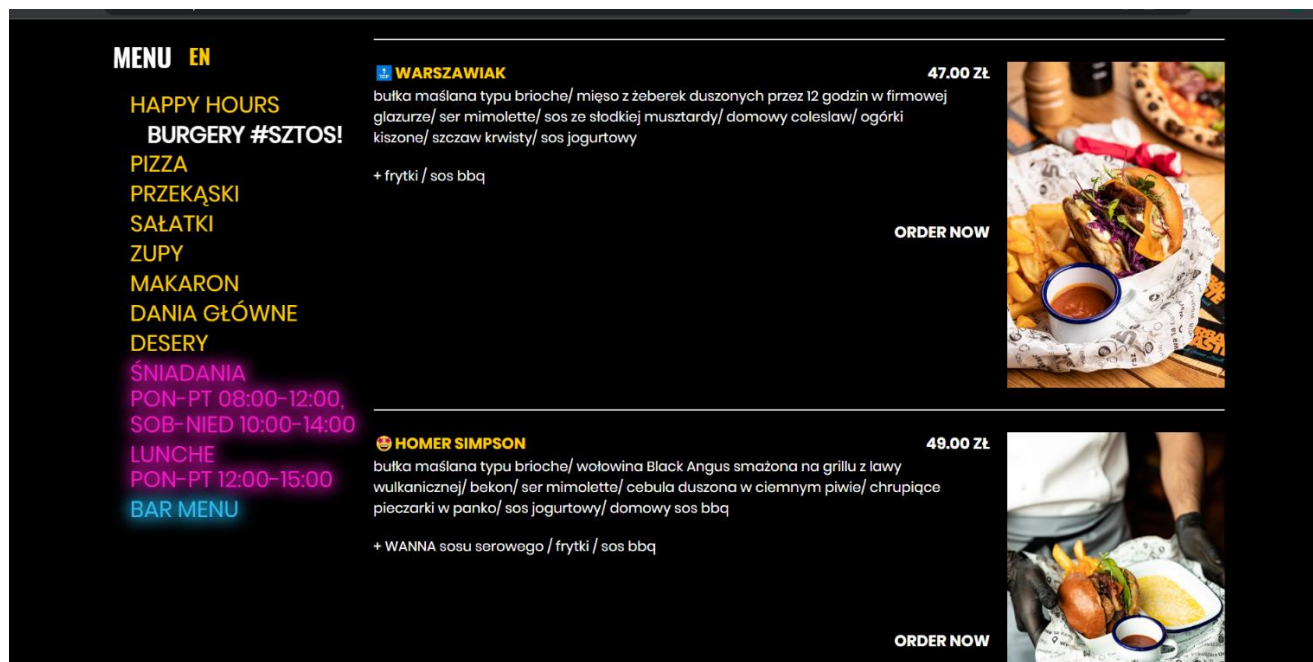 MENU EN
HAPPY HOURS
BURGERY #SZTOS!
PIZZA
PRZEKĄSKI
SAŁATKI
ZUPY
MAKARON
DANIA GŁÓWNE
DESERY
ŚNIADANIA
PON-PT 08:00-12:00,
SOB-NIED 10:00-14:00
LUNCHE
PON-PT 12:00-15:00
BAR MENU
TOP WARSZAWIAK 47.00 ZŁ
bułka maślana typu brioche/ mięso z żeberek duszonych przez 12 godzin w firmowej
glazurze/ ser mimolette/ sos ze słodkiej musztardy/ domowy coleslaw/ ogórki
kiszone/ szczaw krwisty/ sos jogurtowy
+ frytki / sos bbq
ORDER NOW
HOMER SIMPSON 49.00 ZŁ
bułka maślana typu brioche/ wołowina Black Angus smażona na grillu z lawy
wulkanicznej/ bekon/ ser mimolette/ cebula duszona w ciemnym piwie/ chrupiące
pieczarki w panko/ sos jogurtowy/ domowy sos bbq
+ WANNA sosu serowego / frytki / sos bbq
ORDER NOW